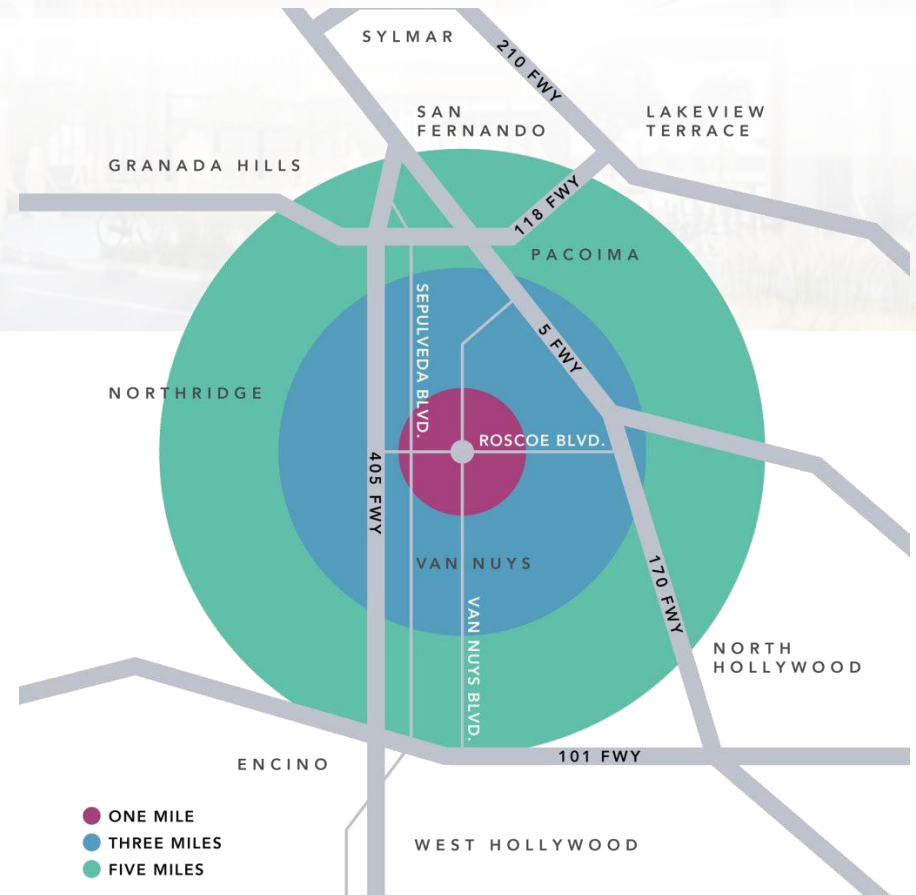 SYLMAR
210 FWY
SAN
FERNANDO
LAKEVIEW
TERRACE
GRANADA HILLS
118 FWY
PACOIMA
SEPULVEDA BLVD.
5 FWY
NORTHRIDGE
ROSCOE BLVD.
405 FWY
VAN NUYS
170 FWY
VAN NUYS BLVD.
NORTH
HOLLYWOOD
101 FWY
ENCINO
ONE MILE
THREE MILES
FIVE MILES
WEST HOLLYWOOD